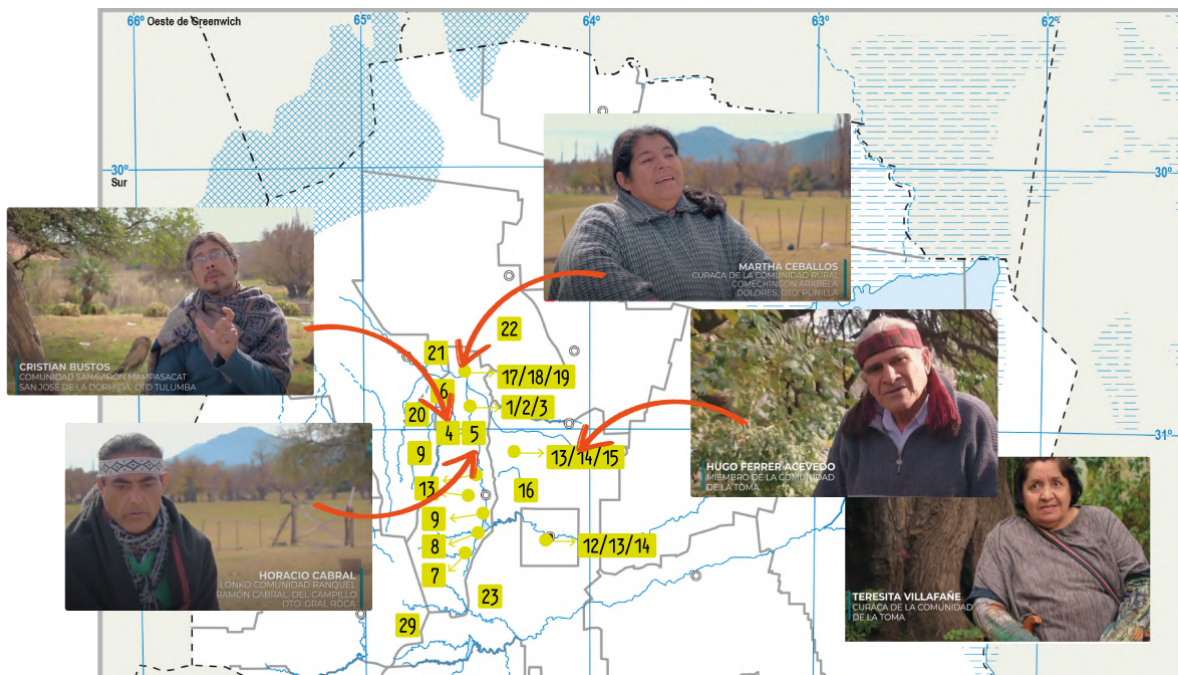 66° Oeste de Greenwich
65°
64°
63°
62°
30°
Sur
30°
MARTHA CEBALLOS
CURACA DE LA COMUNIDAD RURAL
COMECHINGÓN ARABELA
DOLORES, DTO. PUNILLA
CRISTIAN BUSTOS
COMUNIDAD SANAVIRÓN MAMPASACAT
SAN JOSÉ DE LA DORMIDA, DTO TULUMBA
22
21
17/18/19
6
1/2/3
20
4
5
31°
9
13/14/15
HUGO FERRER ACEVEDO
MIEMBRO DE LA COMUNIDAD
DE LA TOMA
13
16
9
8
12/13/14
7
HORACIO CABRAL
LONKO COMUNIDAD RANQUEL
RAMÓN CABRAL, DEL CAMPILLO
DTO. GRAL ROCA
23
TERESITA VILLAFAÑE
CURACA DE LA COMUNIDAD
DE LA TOMA
29